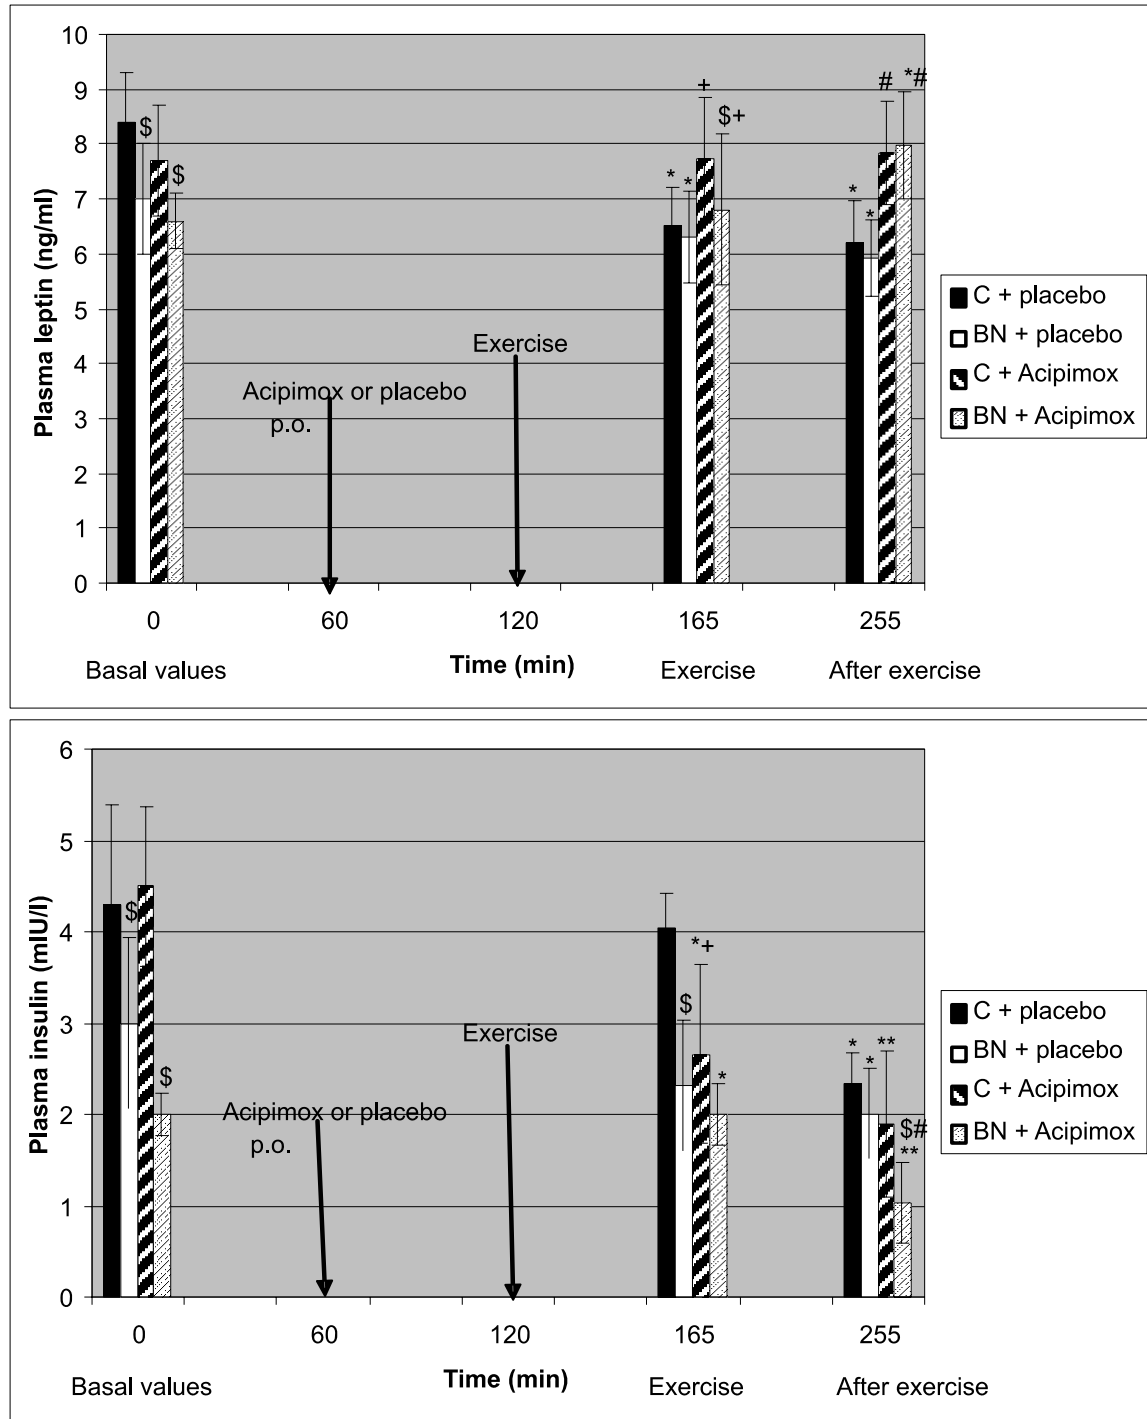 10
9
8
7
6
5
4
3
2
1
0
Plasma leptin (ng/ml)
$
$
+
$+
#
*#
*
*
*
*
Exercise
Acipimox or placebo
p.o.
C + placebo
BN + placebo
C + Acipimox
BN + Acipimox
0 60 120 165 255
Time (min)
Basal values Exercise After exercise
6
5
4
3
2
1
0
Plasma insulin (mIU/l)
$
$
*+
$
*
*
*
**
$#
**
Exercise
Acipimox or placebo
p.o.
C + placebo
BN + placebo
C + Acipimox
BN + Acipimox
0 60 120 165 255
Time (min)
Basal values Exercise After exercise